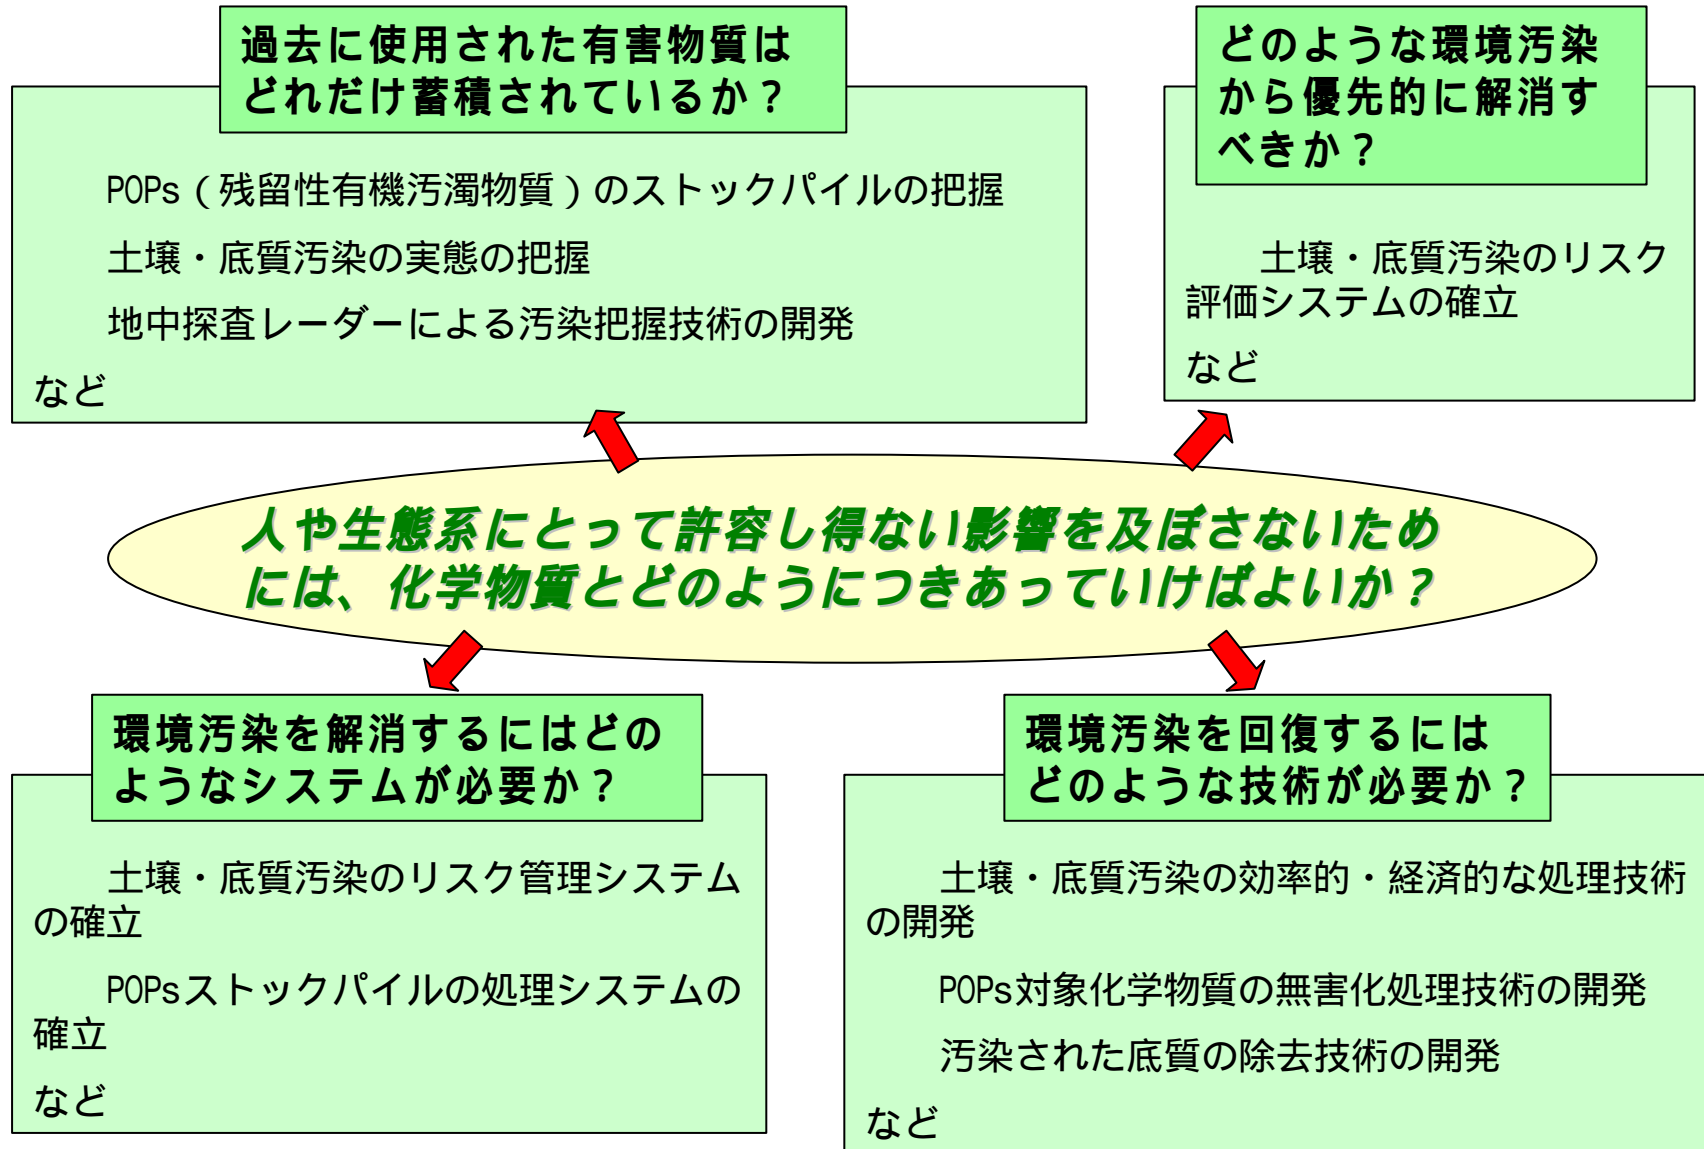 過去に使用された有害物質は
どれだけ蓄積されているか？
POPs（残留性有機汚濁物質）のストックパイルの把握
土壌・底質汚染の実態の把握
地中探査レーダーによる汚染把握技術の開発
など
どのような環境汚染
から優先的に解消す
べきか？
土壌・底質汚染のリスク
評価システムの確立
など
人や生態系にとって許容し得ない影響を及ぼさないため
には、化学物質とどのようにつきあっていけばよいか？
環境汚染を解消するにはどの
ようなシステムが必要か？
土壌・底質汚染のリスク管理システム
の確立
POPsストックパイルの処理システムの
確立
など
環境汚染を回復するには
どのような技術が必要か？
土壌・底質汚染の効率的・経済的な処理技術
の開発
POPs対象化学物質の無害化処理技術の開発
汚染された底質の除去技術の開発
など